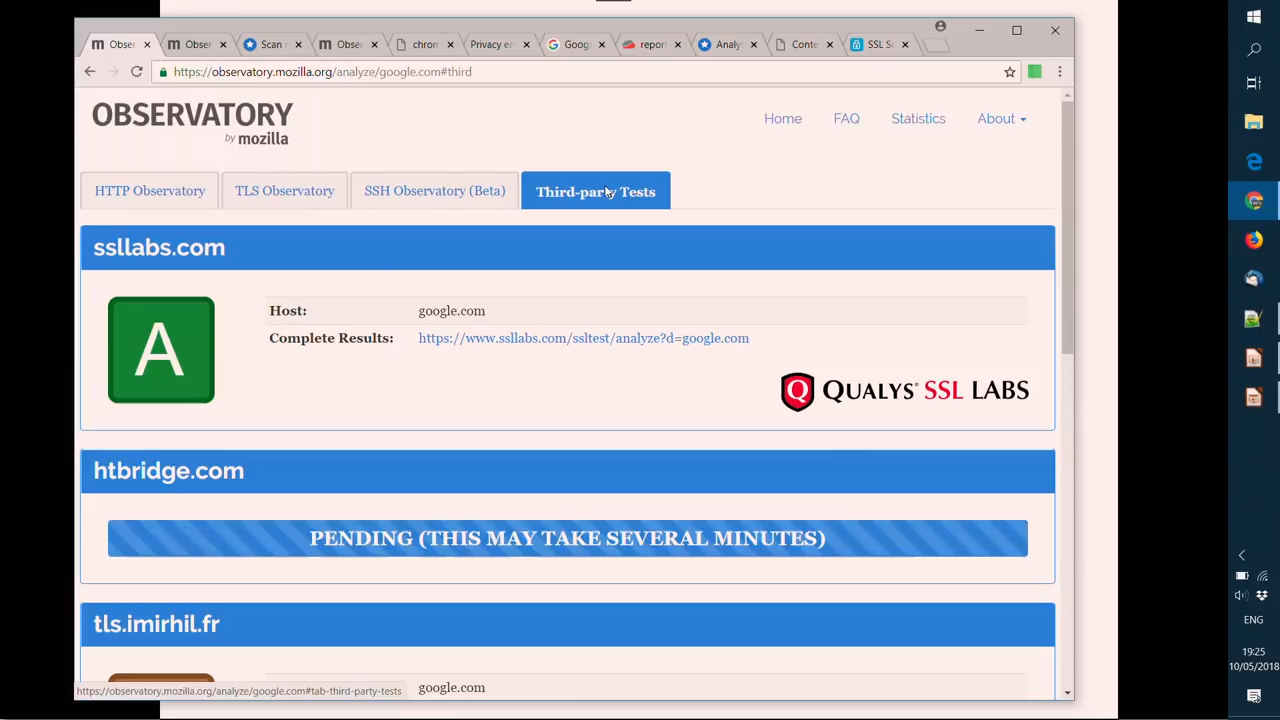 Obser
Obser
Scan r
Obser
chrom
Privacy en
Goog
repor
Analy
Conte
SSL S
https://observatory.mozilla.org/analyze/google.com#third
OBSERVATORY
by mozilla
Home
FAQ
Statistics
About
HTTP Observatory
TLS Observatory
SSH Observatory (Beta)
Third-party Tests
ssllabs.com
A
Host:
google.com
Complete Results:
https://www.ssllabs.com/ssltest/analyze?d=google.com
QUALYS® SSL LABS
htbridge.com
PENDING (THIS MAY TAKE SEVERAL MINUTES)
tls.imirhil.fr
google.com
https://observatory.mozilla.org/analyze/google.com#tab-third-party-tests
ENG
19:25
10/05/2018